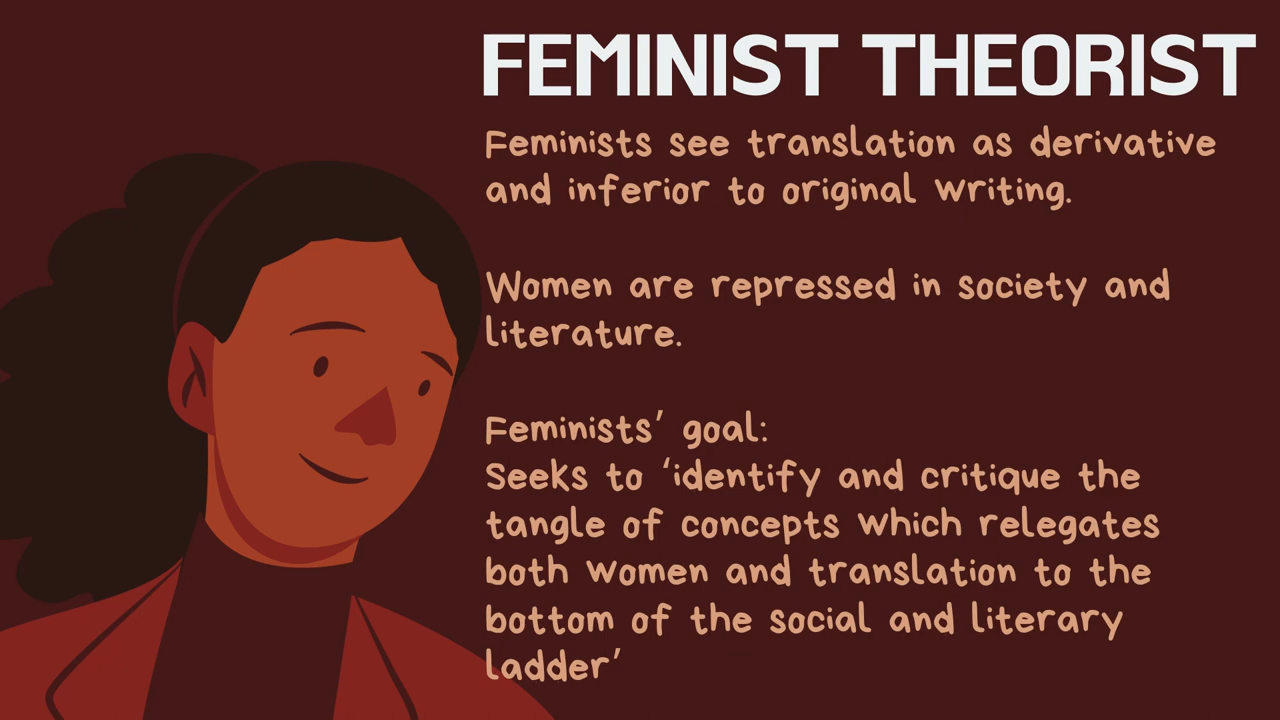 FEMINIST THEORIST
Feminists see translation as derivative
and inferior to original writing.
Women are repressed in society and
literature.
Feminists’ goal:
Seeks to ‘identify and critique the
tangle of concepts which relegates
both women and translation to the
bottom of the social and literary
ladder’